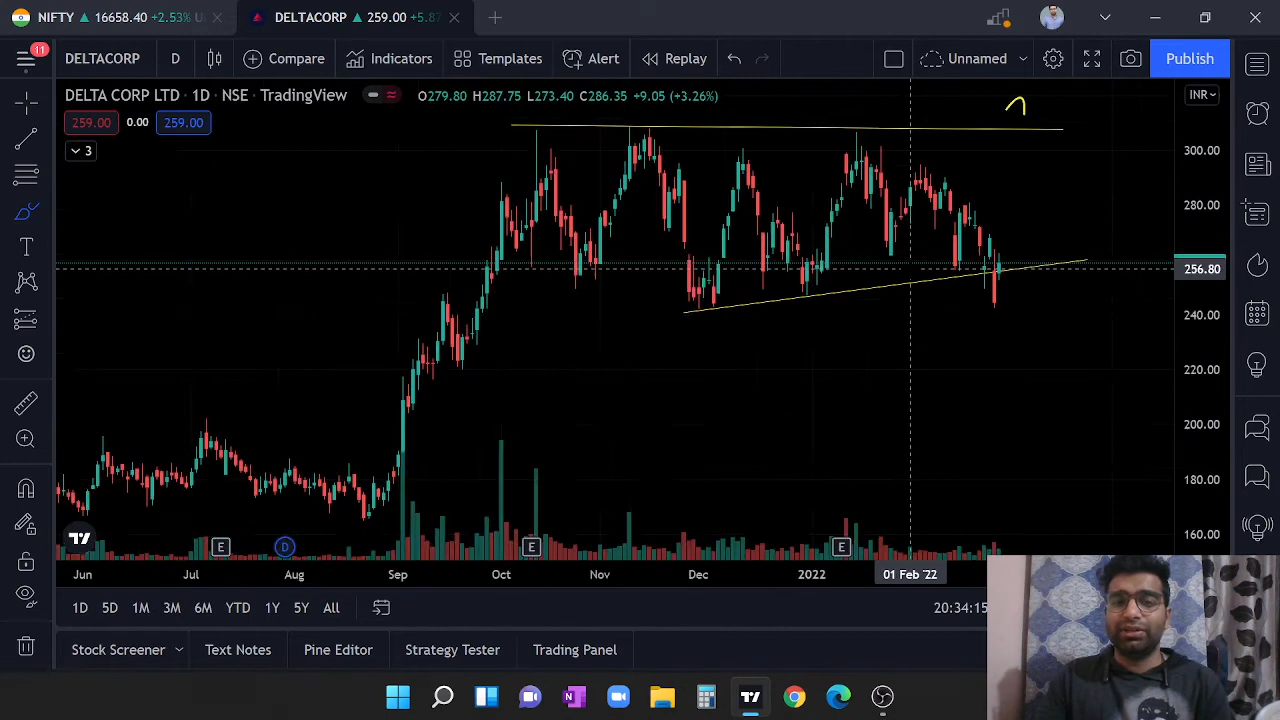 NIFTY ▲ 16658.40 ▲ +2.53% U
DELTACORP ▲ 259.00 ▲ +5.87
11
DELTACORP
D
Compare
Indicators
Templates
Alert
Replay
Unnamed
Publish
DELTA CORP LTD · 1D · NSE · TradingView
O279.80 H287.75 L273.40 C286.35 +9.05 (+3.26%)
INR
259.00 0.00 259.00
3
300.00
280.00
256.80
240.00
220.00
200.00
180.00
160.00
E
D
E
E
Jun
Jul
Aug
Sep
Oct
Nov
Dec
2022
01 Feb '22
1D
5D
1M
3M
6M
YTD
1Y
5Y
All
20:34:15
Stock Screener
Text Notes
Pine Editor
Strategy Tester
Trading Panel